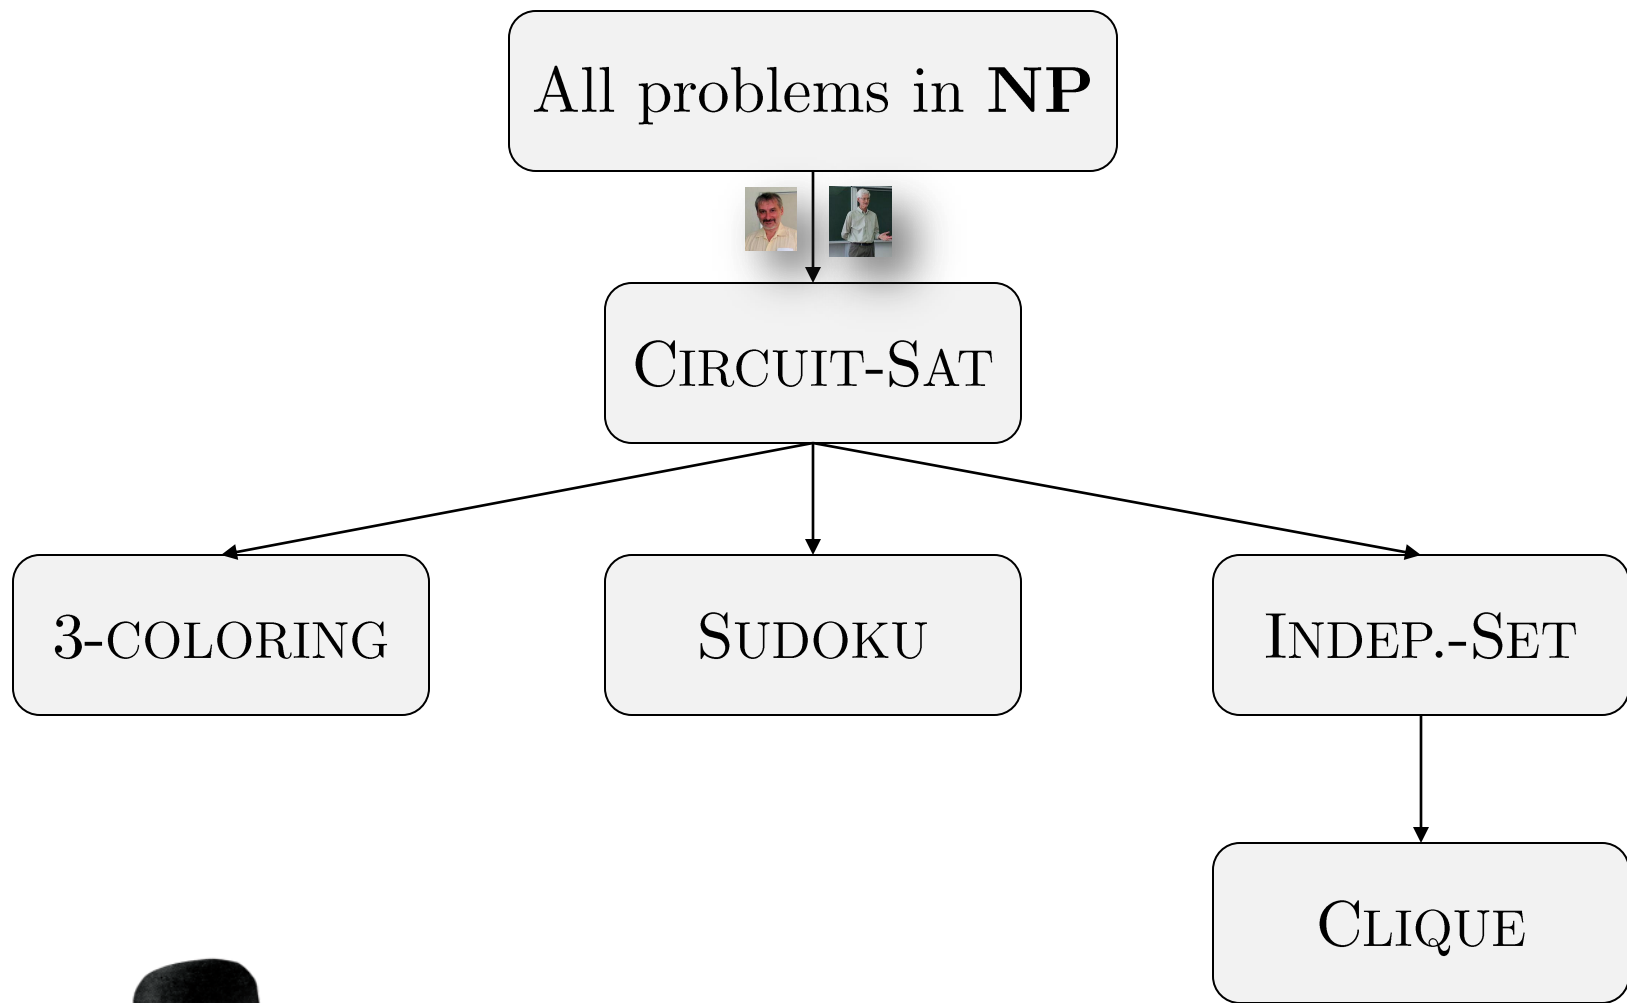 All problems in NP
CIRCUIT-SAT
3-COLORING
SUDOKU
INDEP.-SET
CLIQUE